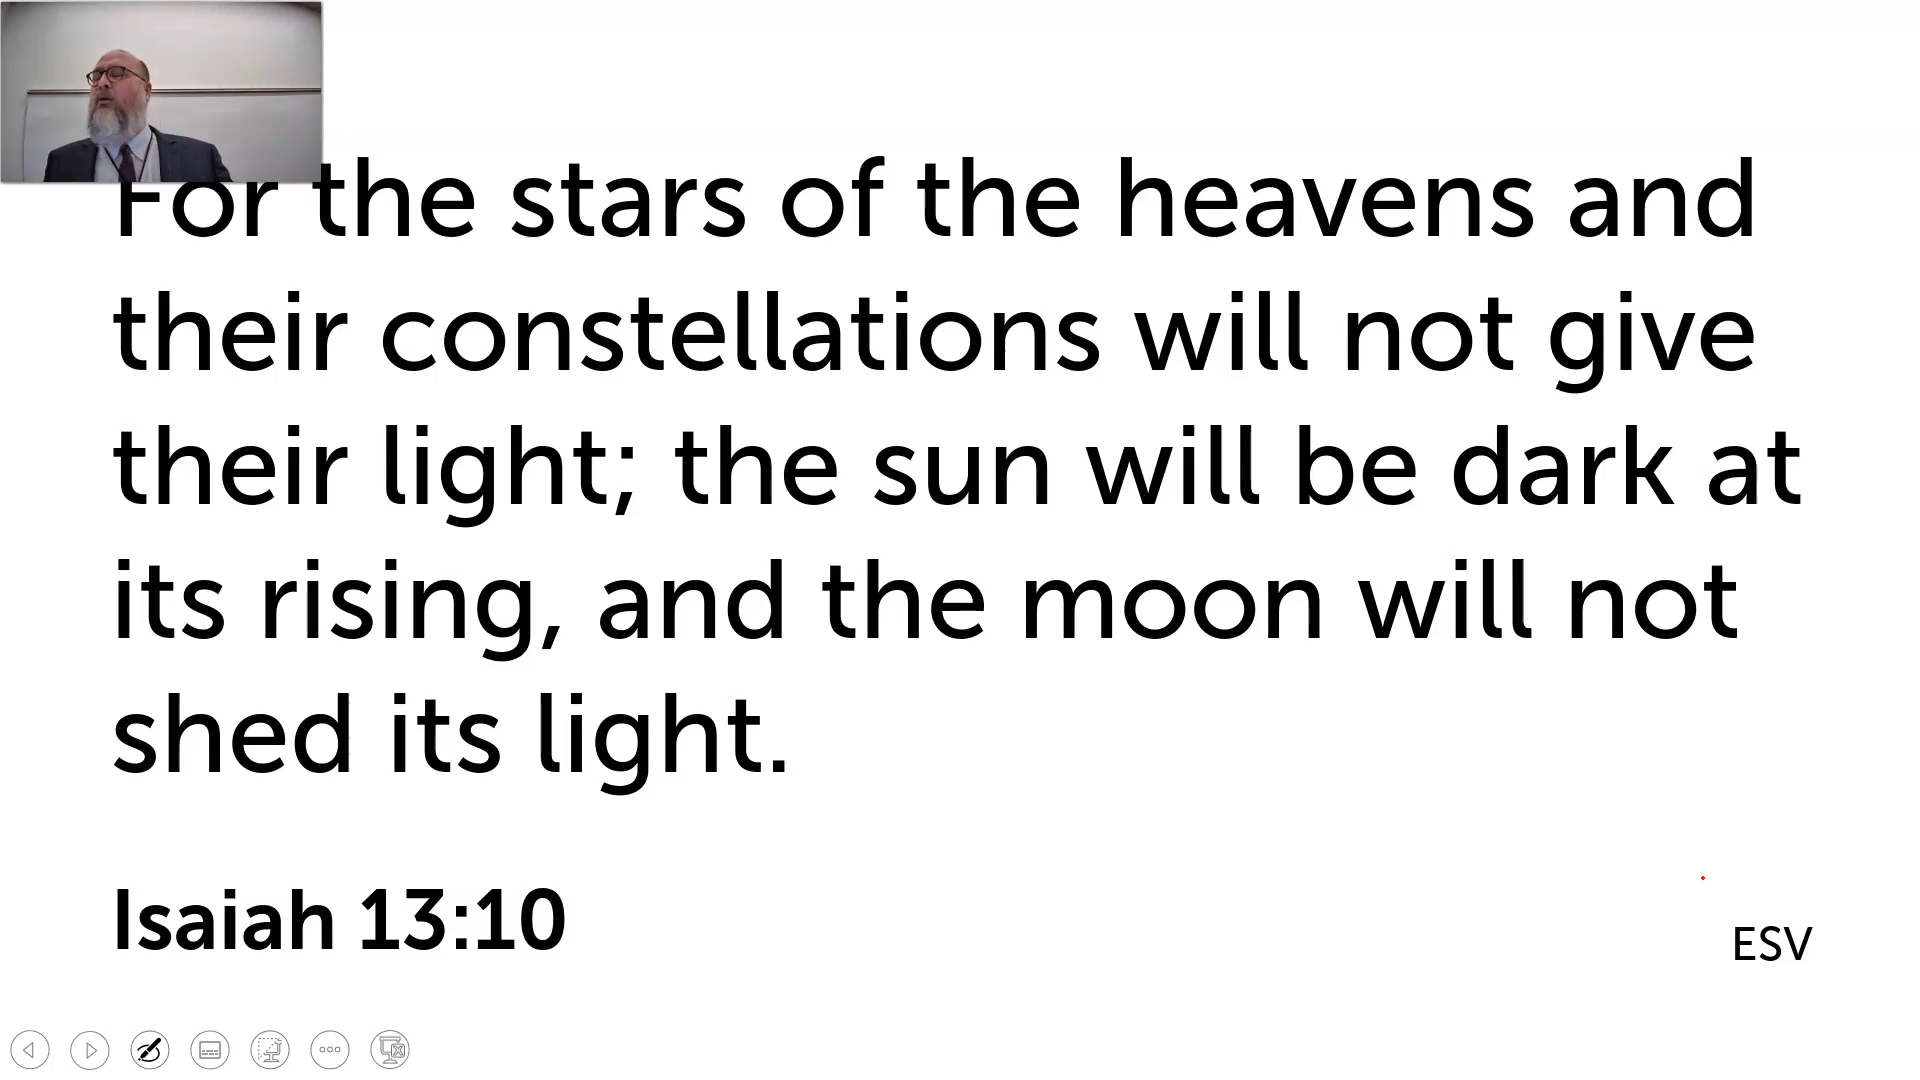 For the stars of the heavens and
their constellations will not give
their light; the sun will be dark at
its rising, and the moon will not
shed its light.
Isaiah 13:10
ESV